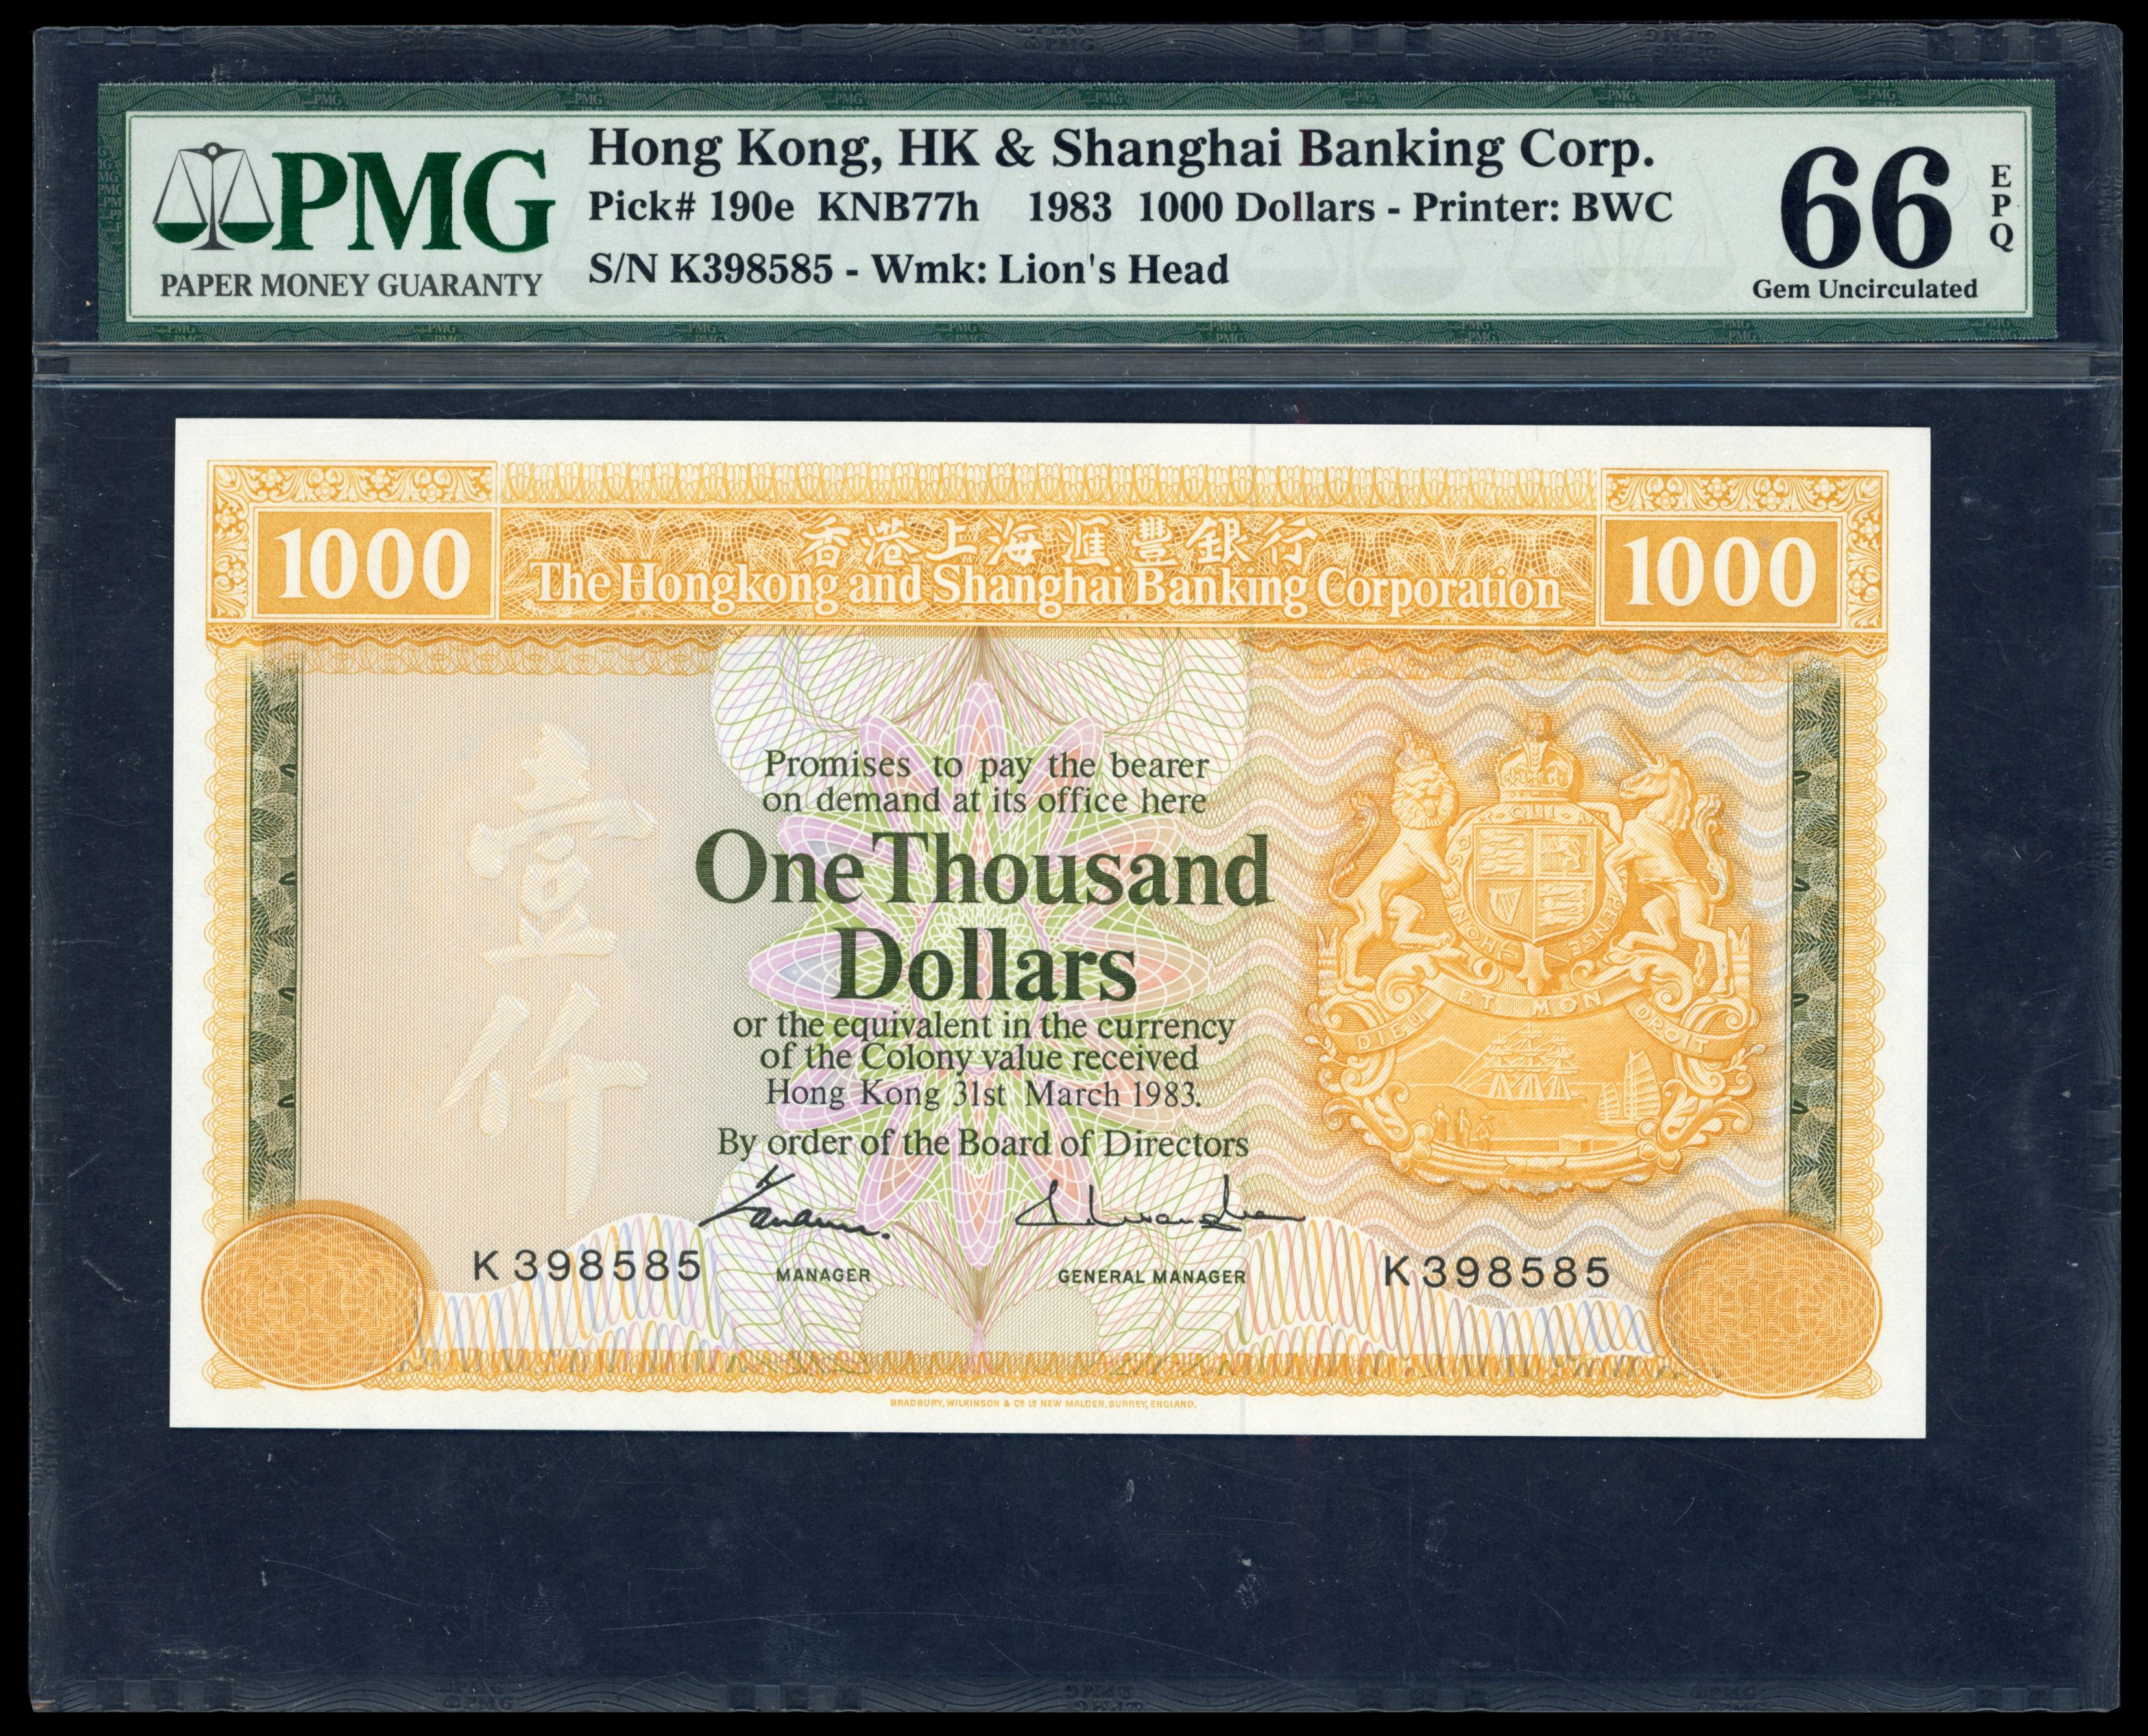 PMG
PAPER MONEY GUARANTY
Hong Kong, HK & Shanghai Banking Corp.
Pick# 190e KNB77h 1983 1000 Dollars - Printer: BWC
S/N K398585 - Wmk: Lion's Head
66
EPQ
Gem Uncirculated
1000
香港上海滙豐銀行
The Hongkong and Shanghai Banking Corporation
1000
壹仟
Promises to pay the bearer
on demand at its office here
One Thousand
Dollars
or the equivalent in the currency
of the Colony value received
Hong Kong 31st March 1983.
By order of the Board of Directors
DIEU ET MON DROIT
K398585
MANAGER
GENERAL MANAGER
K398585
BRADBURY, WILKINSON & Cº Lᴰ NEW MALDEN, SURREY, ENGLAND.